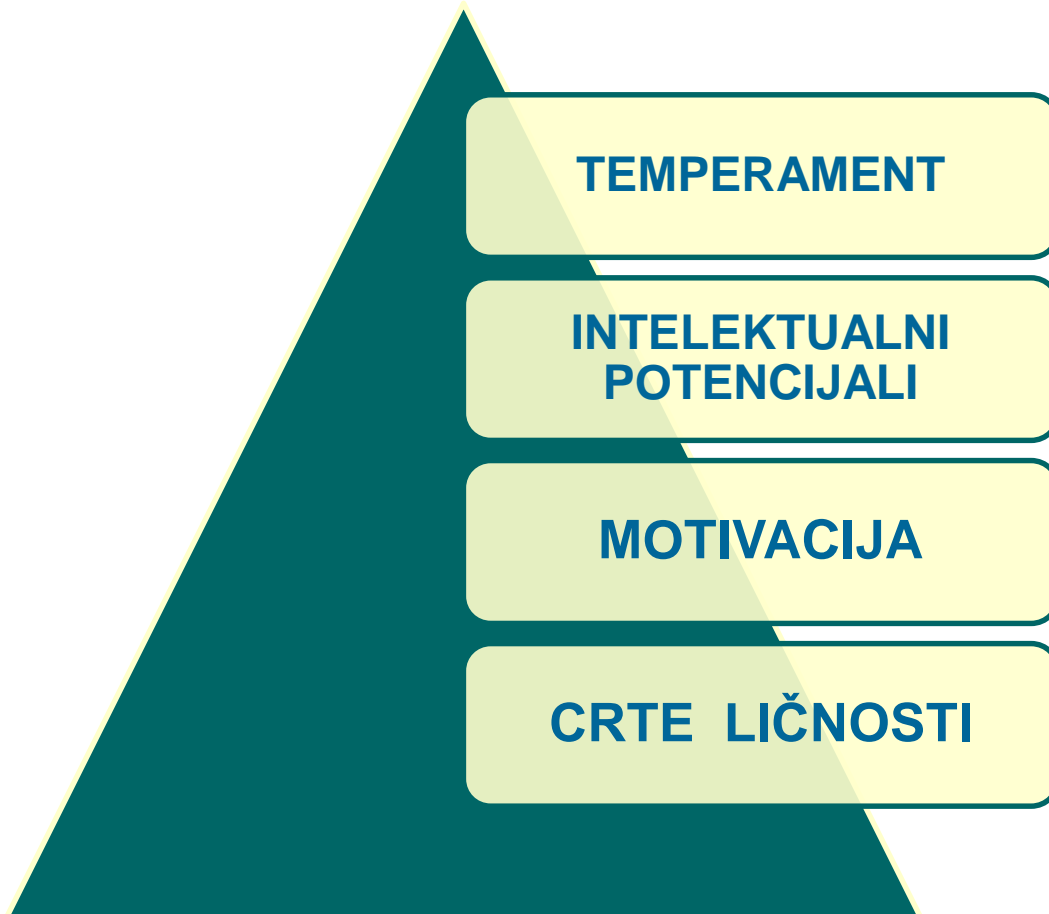 TEMPERAMENT
INTELEKTUALNI
POTENCIJALI
MOTIVACIJA
CRTE LIČNOSTI